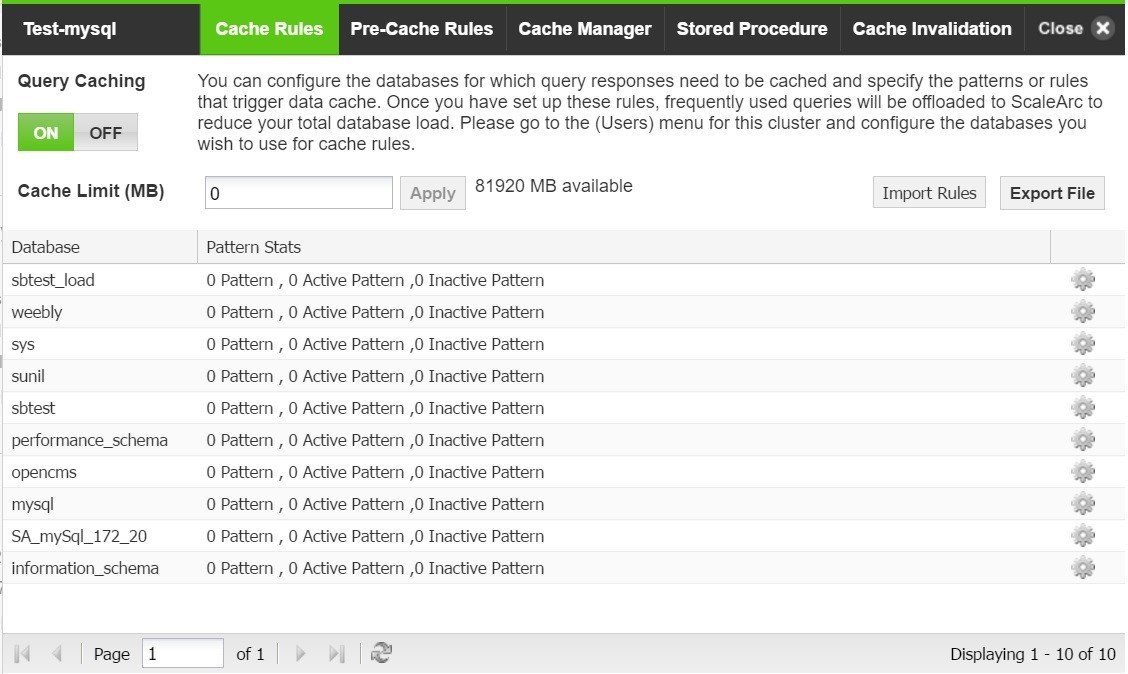 Test-mysql Cache Rules Pre-Cache Rules Cache Manager Stored Procedure Cache Invalidation Close
Query Caching
You can configure the databases for which query responses need to be cached and specify the patterns or rules
that trigger data cache. Once you have set up these rules, frequently used queries will be offloaded to ScaleArc to
reduce your total database load. Please go to the (Users) menu for this cluster and configure the databases you
wish to use for cache rules.
ON OFF
Cache Limit (MB) 0 Apply 81920 MB available Import Rules Export File
Database Pattern Stats
sbtest_load 0 Pattern , 0 Active Pattern ,0 Inactive Pattern
weebly 0 Pattern , 0 Active Pattern ,0 Inactive Pattern
sys 0 Pattern , 0 Active Pattern ,0 Inactive Pattern
sunil 0 Pattern , 0 Active Pattern ,0 Inactive Pattern
sbtest 0 Pattern , 0 Active Pattern ,0 Inactive Pattern
performance_schema 0 Pattern , 0 Active Pattern ,0 Inactive Pattern
opencms 0 Pattern , 0 Active Pattern ,0 Inactive Pattern
mysql 0 Pattern , 0 Active Pattern ,0 Inactive Pattern
SA_mySql_172_20 0 Pattern , 0 Active Pattern ,0 Inactive Pattern
information_schema 0 Pattern , 0 Active Pattern ,0 Inactive Pattern
Page 1 of 1 Displaying 1 - 10 of 10